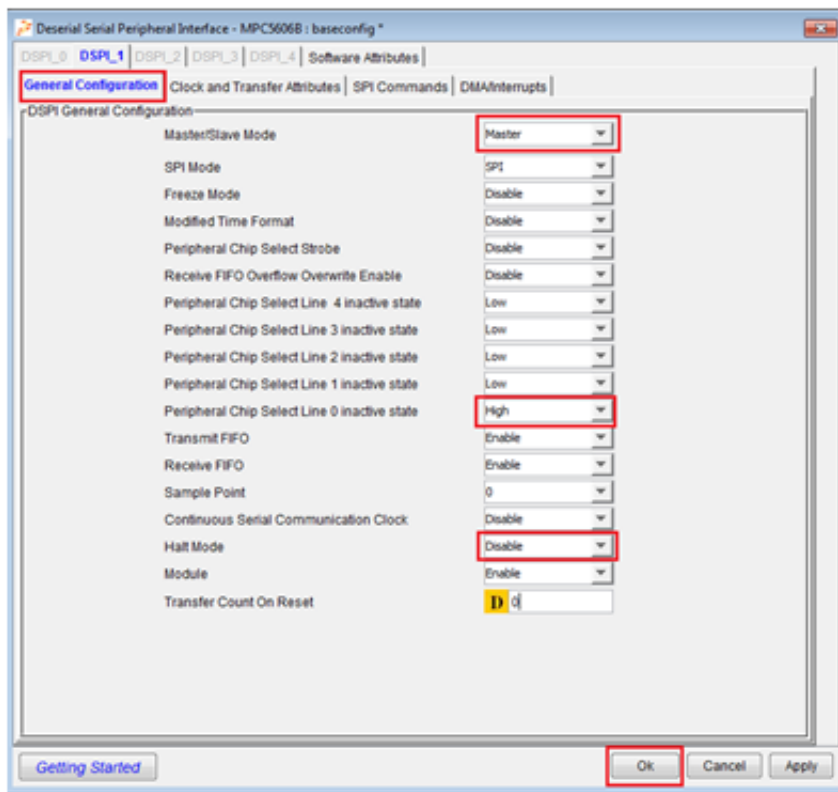 Deserial Serial Peripheral Interface - MPC5606B : baseconfig *
DSPI_0 DSPI_1 DSPI_2 DSPI_3 DSPI_4 Software Attributes
General Configuration Clock and Transfer Attributes SPI Commands DMA/Interrupts
DSPI General Configuration
Master/Slave Mode Master
SPI Mode SPI
Freeze Mode Disable
Modified Time Format Disable
Peripheral Chip Select Strobe Disable
Receive FIFO Overflow Overwrite Enable Disable
Peripheral Chip Select Line 4 inactive state Low
Peripheral Chip Select Line 3 inactive state Low
Peripheral Chip Select Line 2 inactive state Low
Peripheral Chip Select Line 1 inactive state Low
Peripheral Chip Select Line 0 inactive state High
Transmit FIFO Enable
Receive FIFO Enable
Sample Point 0
Continuous Serial Communication Clock Disable
Halt Mode Disable
Module Enable
Transfer Count On Reset D 0
Getting Started Ok Cancel Apply